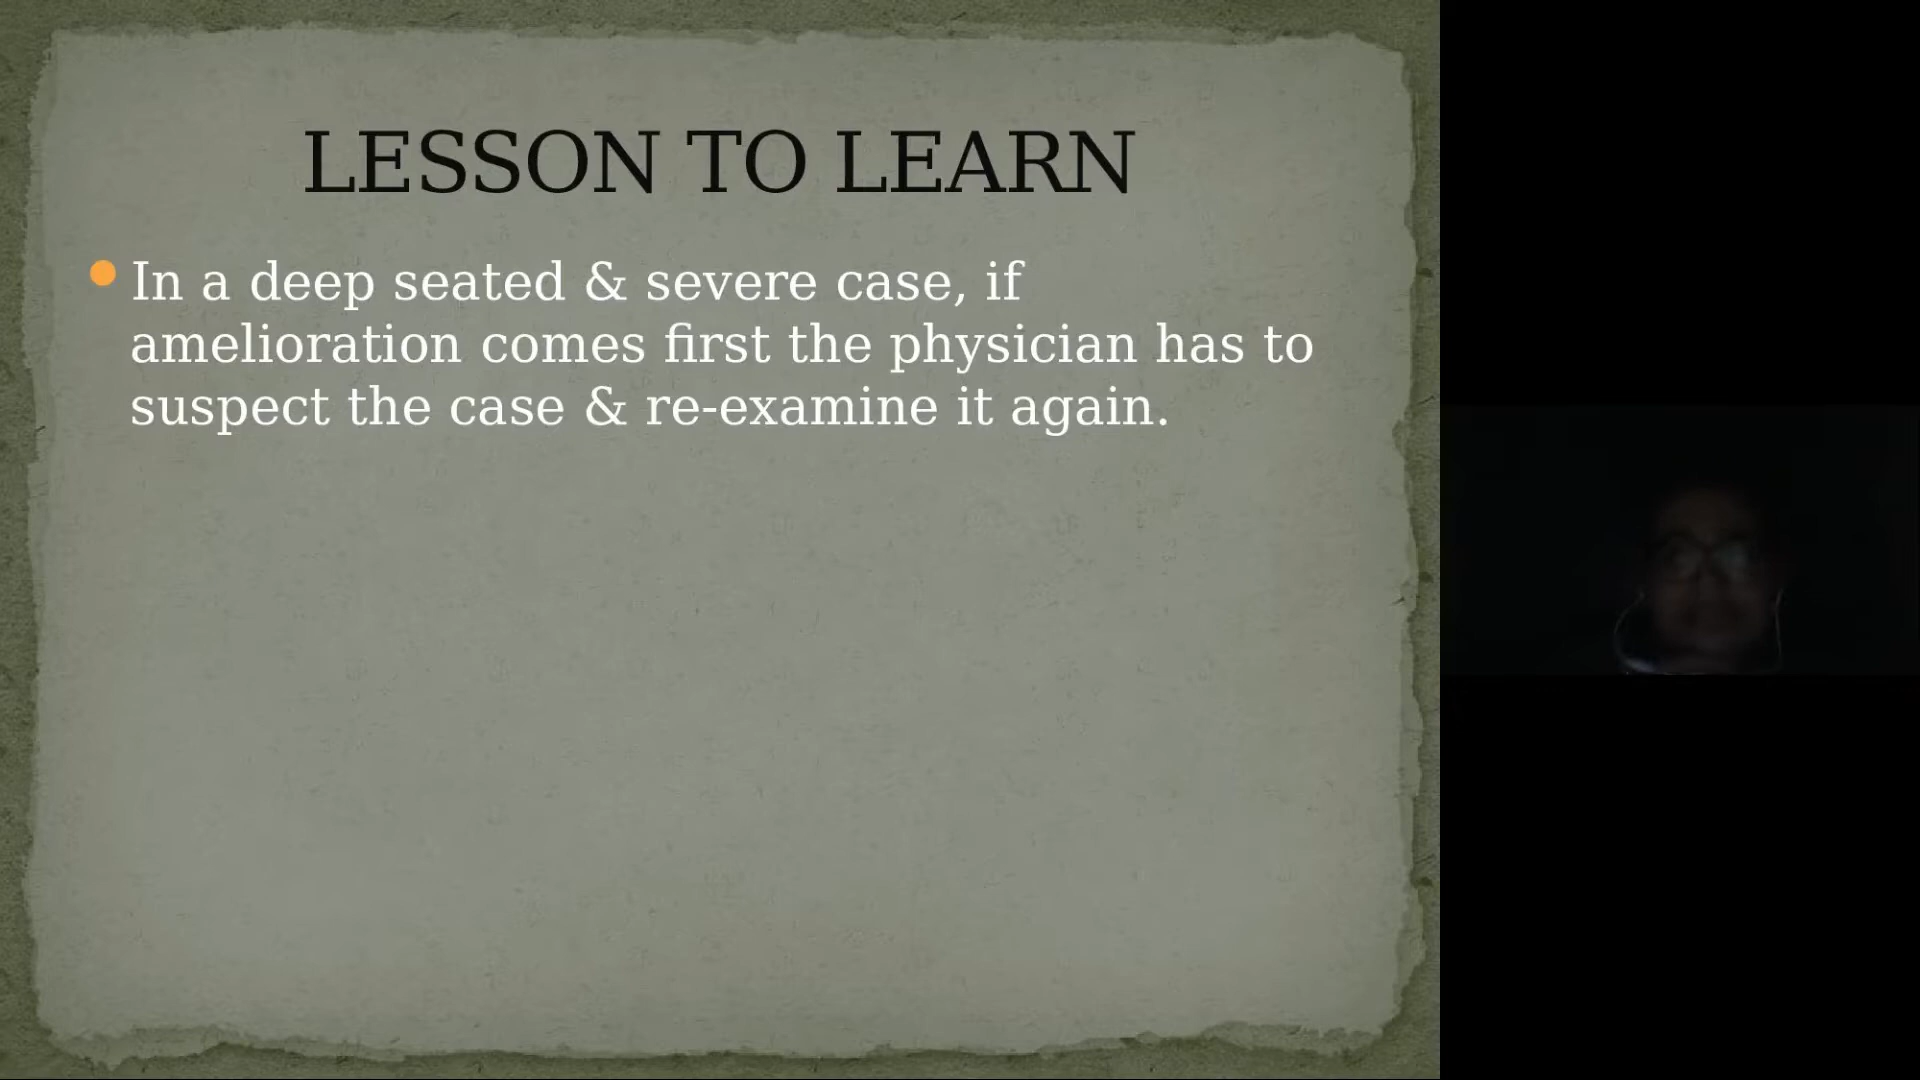 LESSON TO LEARN
In a deep seated & severe case, if
amelioration comes first the physician has to
suspect the case & re-examine it again.